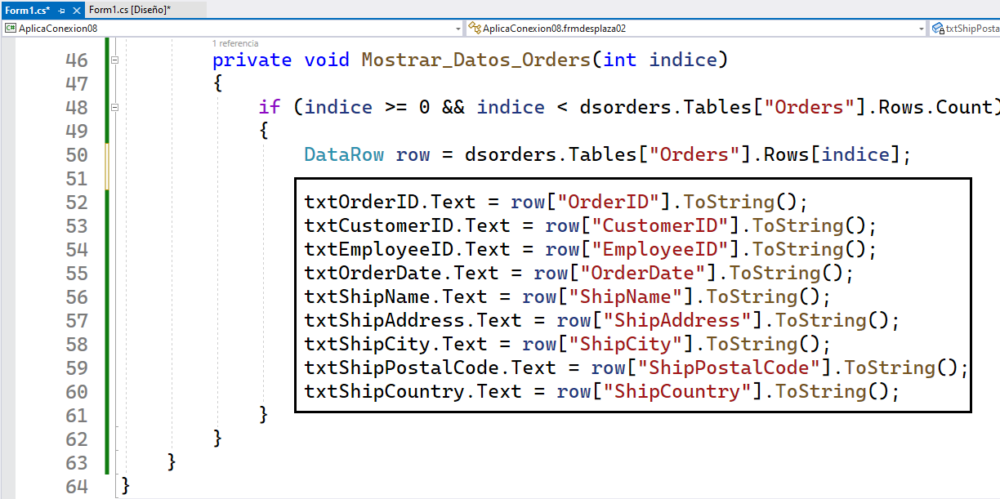 Form1.cs* Form1.cs [Diseño]*
AplicaConexion08 AplicaConexion08.frmdesplaza02 txtShipPosta
1 referencia
46 private void Mostrar_Datos_Orders(int indice)
47 {
48 if (indice >= 0 && indice < dsorders.Tables["Orders"].Rows.Count)
49 {
50 DataRow row = dsorders.Tables["Orders"].Rows[indice];
51
52 txtOrderID.Text = row["OrderID"].ToString();
53 txtCustomerID.Text = row["CustomerID"].ToString();
54 txtEmployeeID.Text = row["EmployeeID"].ToString();
55 txtOrderDate.Text = row["OrderDate"].ToString();
56 txtShipName.Text = row["ShipName"].ToString();
57 txtShipAddress.Text = row["ShipAddress"].ToString();
58 txtShipCity.Text = row["ShipCity"].ToString();
59 txtShipPostalCode.Text = row["ShipPostalCode"].ToString();
60 txtShipCountry.Text = row["ShipCountry"].ToString();
61 }
62 }
63 }
64 }